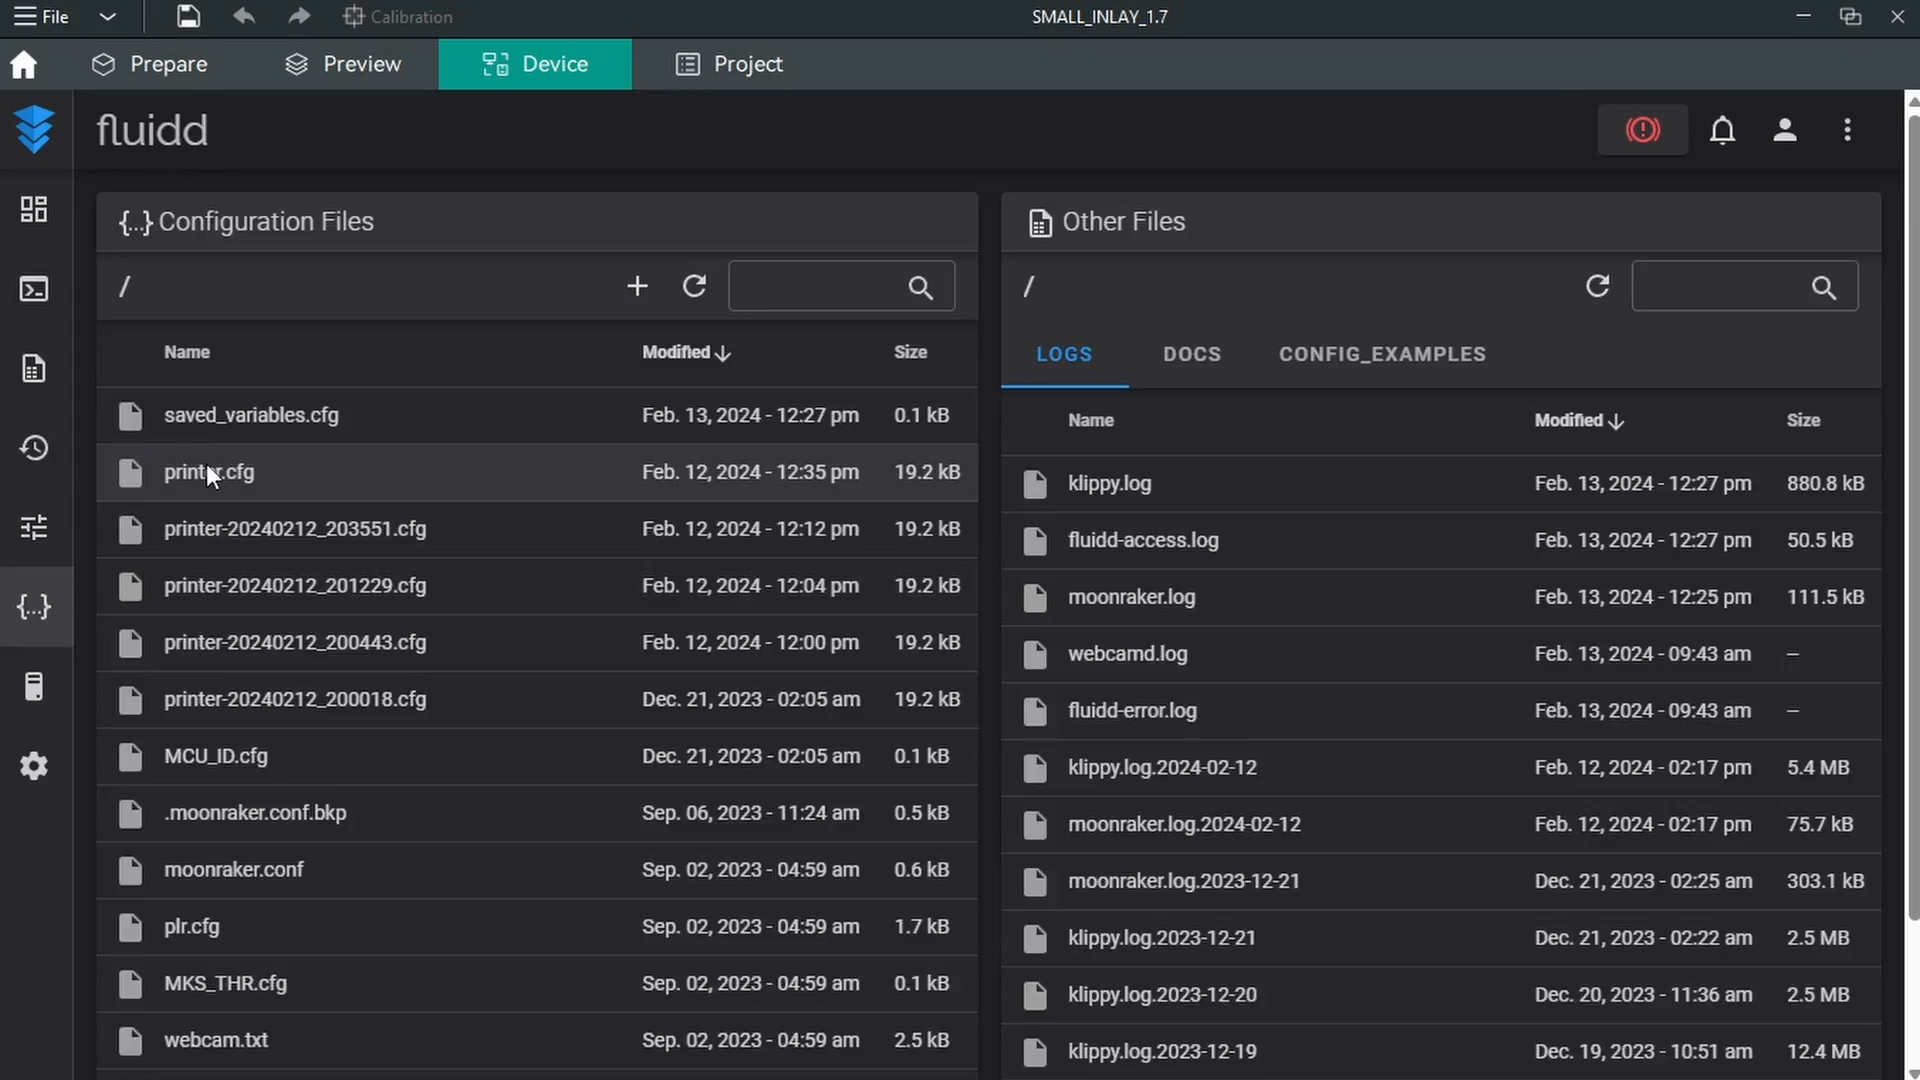 File
Calibration
SMALL_INLAY_1.7
Prepare
Preview
Device
Project
fluidd
{...} Configuration Files
/
Name Modified Size
saved_variables.cfg Feb. 13, 2024 - 12:27 pm 0.1 kB
printer.cfg Feb. 12, 2024 - 12:35 pm 19.2 kB
printer-20240212_203551.cfg Feb. 12, 2024 - 12:12 pm 19.2 kB
printer-20240212_201229.cfg Feb. 12, 2024 - 12:04 pm 19.2 kB
printer-20240212_200443.cfg Feb. 12, 2024 - 12:00 pm 19.2 kB
printer-20240212_200018.cfg Dec. 21, 2023 - 02:05 am 19.2 kB
MCU_ID.cfg Dec. 21, 2023 - 02:05 am 0.1 kB
.moonraker.conf.bkp Sep. 06, 2023 - 11:24 am 0.5 kB
moonraker.conf Sep. 02, 2023 - 04:59 am 0.6 kB
plr.cfg Sep. 02, 2023 - 04:59 am 1.7 kB
MKS_THR.cfg Sep. 02, 2023 - 04:59 am 0.1 kB
webcam.txt Sep. 02, 2023 - 04:59 am 2.5 kB
Other Files
/
LOGS DOCS CONFIG_EXAMPLES
Name Modified Size
klippy.log Feb. 13, 2024 - 12:27 pm 880.8 kB
fluidd-access.log Feb. 13, 2024 - 12:27 pm 50.5 kB
moonraker.log Feb. 13, 2024 - 12:25 pm 111.5 kB
webcamd.log Feb. 13, 2024 - 09:43 am –
fluidd-error.log Feb. 13, 2024 - 09:43 am –
klippy.log.2024-02-12 Feb. 12, 2024 - 02:17 pm 5.4 MB
moonraker.log.2024-02-12 Feb. 12, 2024 - 02:17 pm 75.7 kB
moonraker.log.2023-12-21 Dec. 21, 2023 - 02:25 am 303.1 kB
klippy.log.2023-12-21 Dec. 21, 2023 - 02:22 am 2.5 MB
klippy.log.2023-12-20 Dec. 20, 2023 - 11:36 am 2.5 MB
klippy.log.2023-12-19 Dec. 19, 2023 - 10:51 am 12.4 MB